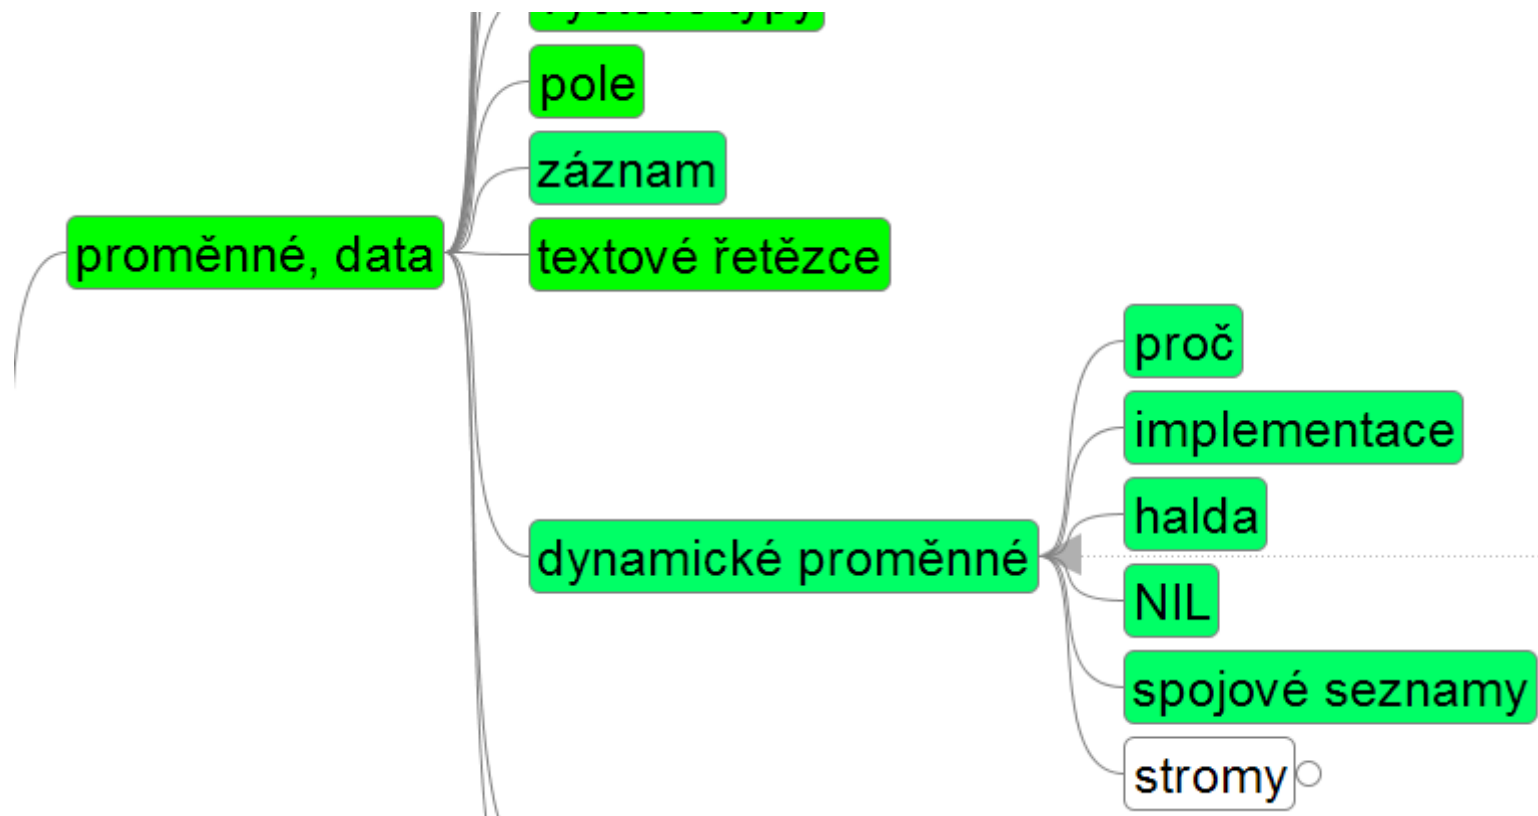 pole
záznam
proměnné, data
textové řetězce
proč
implementace
halda
dynamické proměnné
NIL
spojové seznamy
stromy